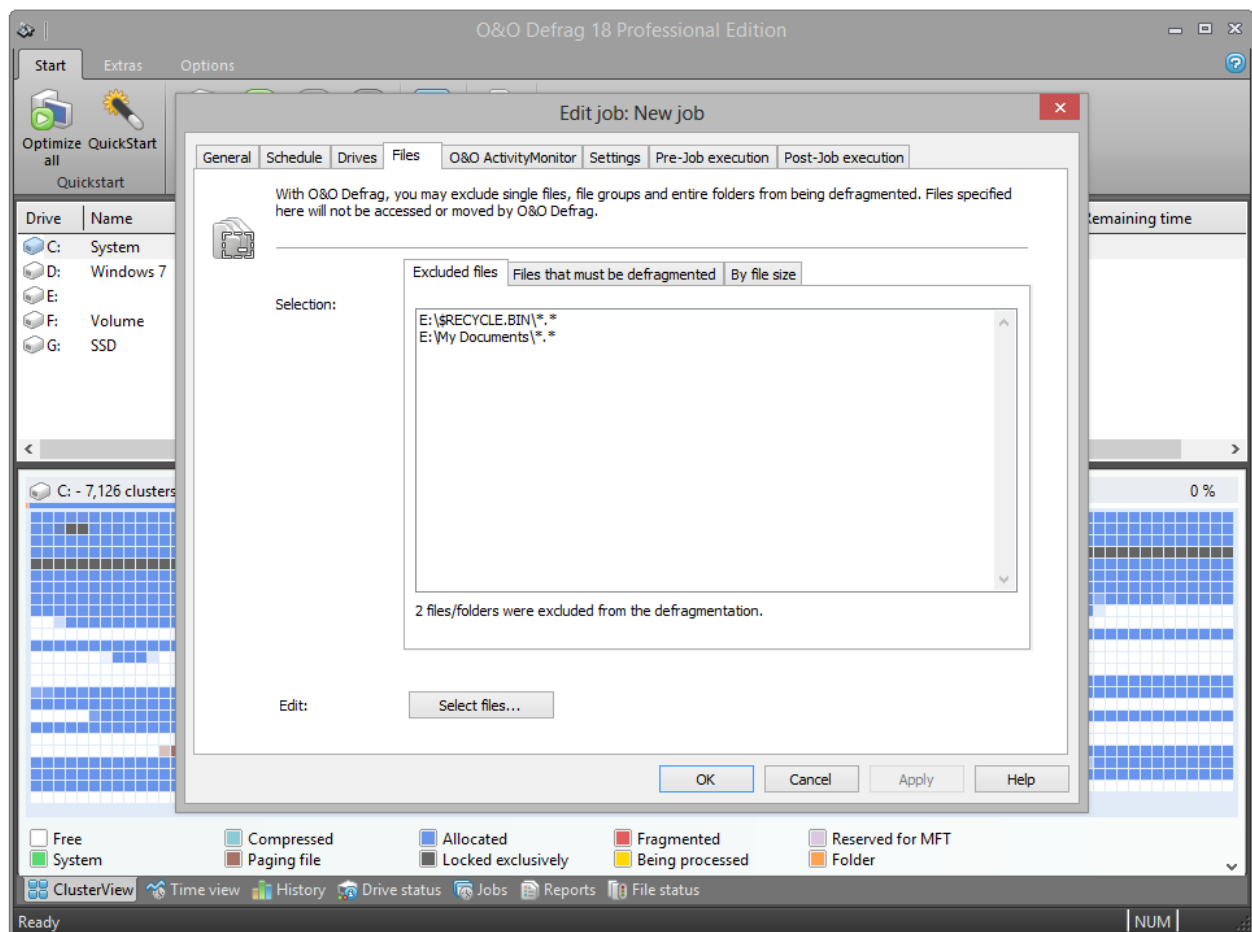 O&O Defrag 18 Professional Edition
Start Extras Options
Optimize all QuickStart
Quickstart
Edit job: New job
General Schedule Drives Files O&O ActivityMonitor Settings Pre-Job execution Post-Job execution
With O&O Defrag, you may exclude single files, file groups and entire folders from being defragmented. Files specified
here will not be accessed or moved by O&O Defrag.
Drive Name
C: System
D: Windows 7
E:
F: Volume
G: SSD
time
Excluded files Files that must be defragmented By file size
Selection:
E:\$RECYCLE.BIN\*.*
E:\My Documents\*.*
2 files/folders were excluded from the defragmentation.
Edit: Select files...
OK Cancel Apply Help
C: - 7,126 clusters
0 %
Free Compressed Allocated Fragmented Reserved for MFT
System Paging file Locked exclusively Being processed Folder
ClusterView Time view History Drive status Jobs Reports File status
Ready NUM